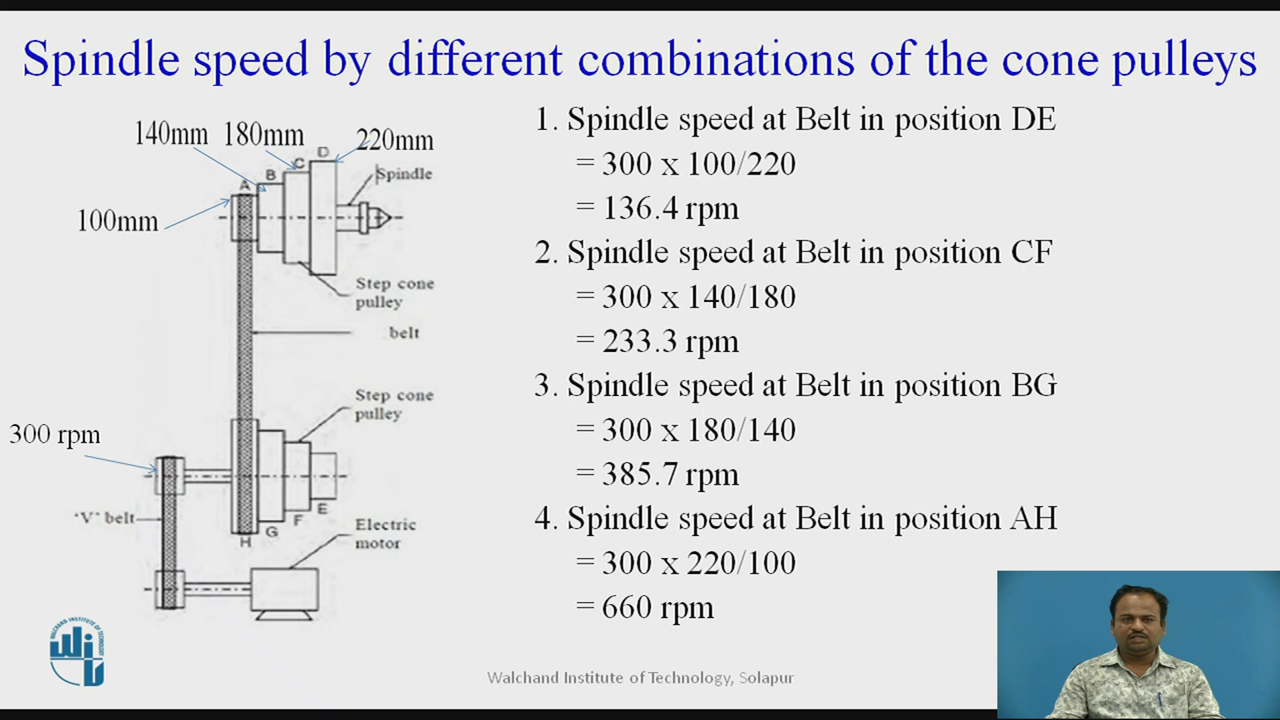 Spindle speed by different combinations of the cone pulleys
140mm 180mm 220mm
100mm
A
B
C
D
Spindle
Step cone
pulley
belt
Step cone
pulley
300 rpm
'V' belt
E
F
G
H
Electric
motor
1. Spindle speed at Belt in position DE
= 300 x 100/220
= 136.4 rpm
2. Spindle speed at Belt in position CF
= 300 x 140/180
= 233.3 rpm
3. Spindle speed at Belt in position BG
= 300 x 180/140
= 385.7 rpm
4. Spindle speed at Belt in position AH
= 300 x 220/100
= 660 rpm
WALCHAND INSTITUTE OF TECHNOLOGY
Walchand Institute of Technology, Solapur